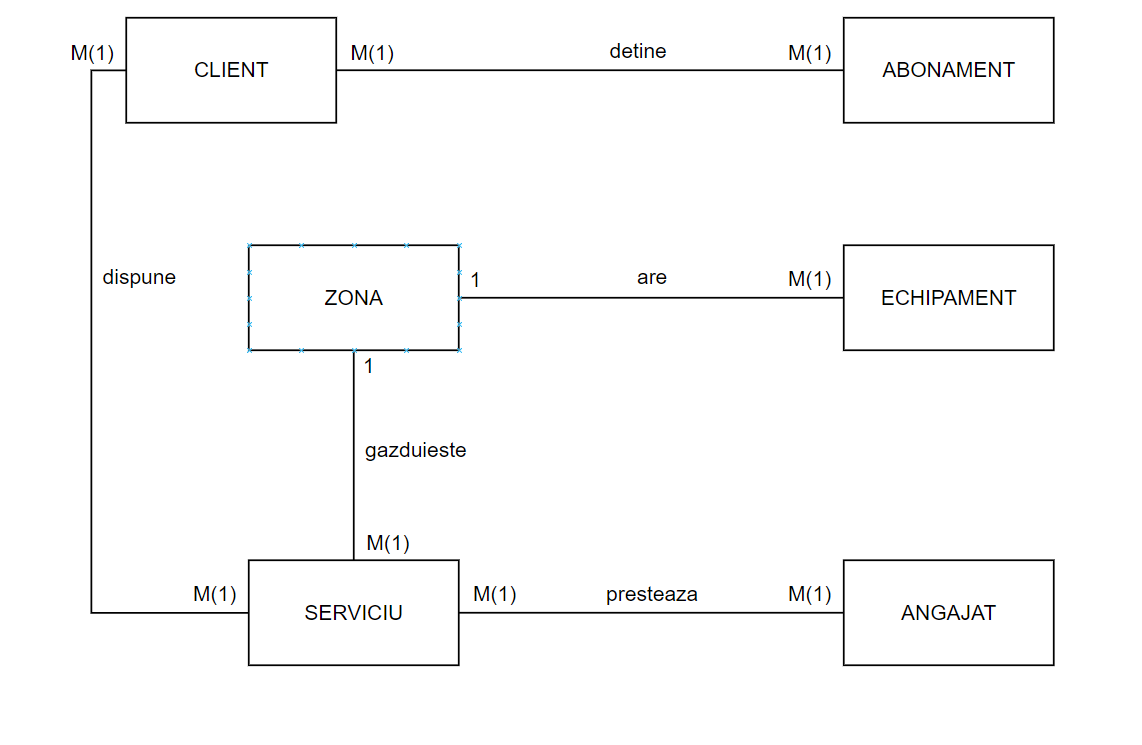 M(1)
CLIENT
M(1)
detine
M(1)
ABONAMENT
dispune
ZONA
1
are
M(1)
ECHIPAMENT
1
gazduieste
M(1)
M(1)
SERVICIU
M(1)
presteaza
M(1)
ANGAJAT